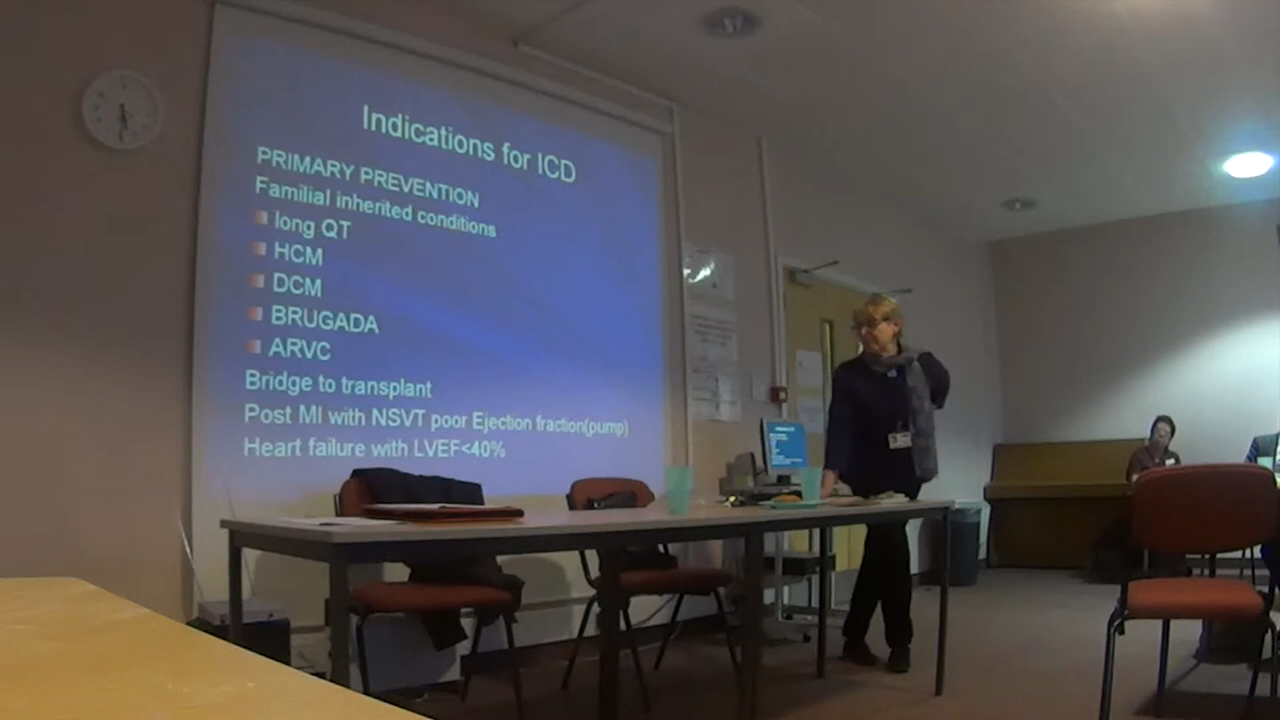 Indications for ICD
PRIMARY PREVENTION
Familial inherited conditions
long QT
HCM
DCM
BRUGADA
ARVC
Bridge to transplant
Post MI with NSVT poor Ejection fraction(pump)
Heart failure with LVEF<40%